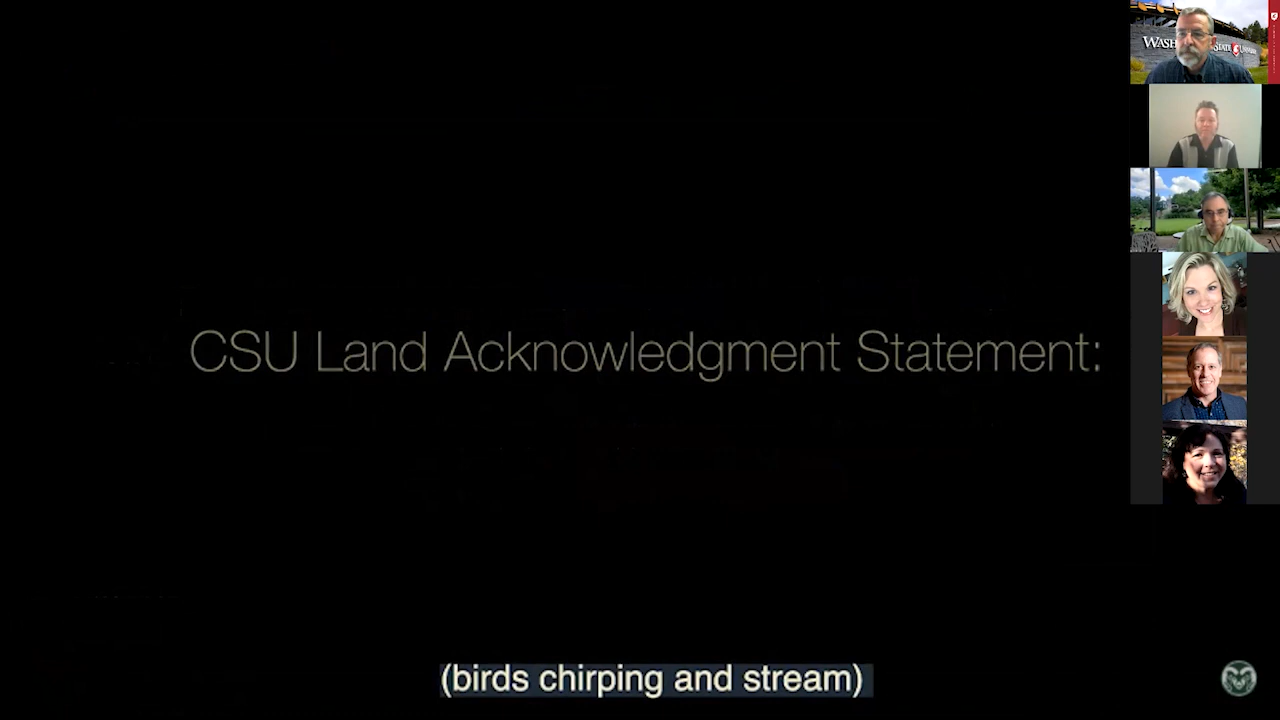 CSU Land Acknowledgment Statement:
(birds chirping and stream)